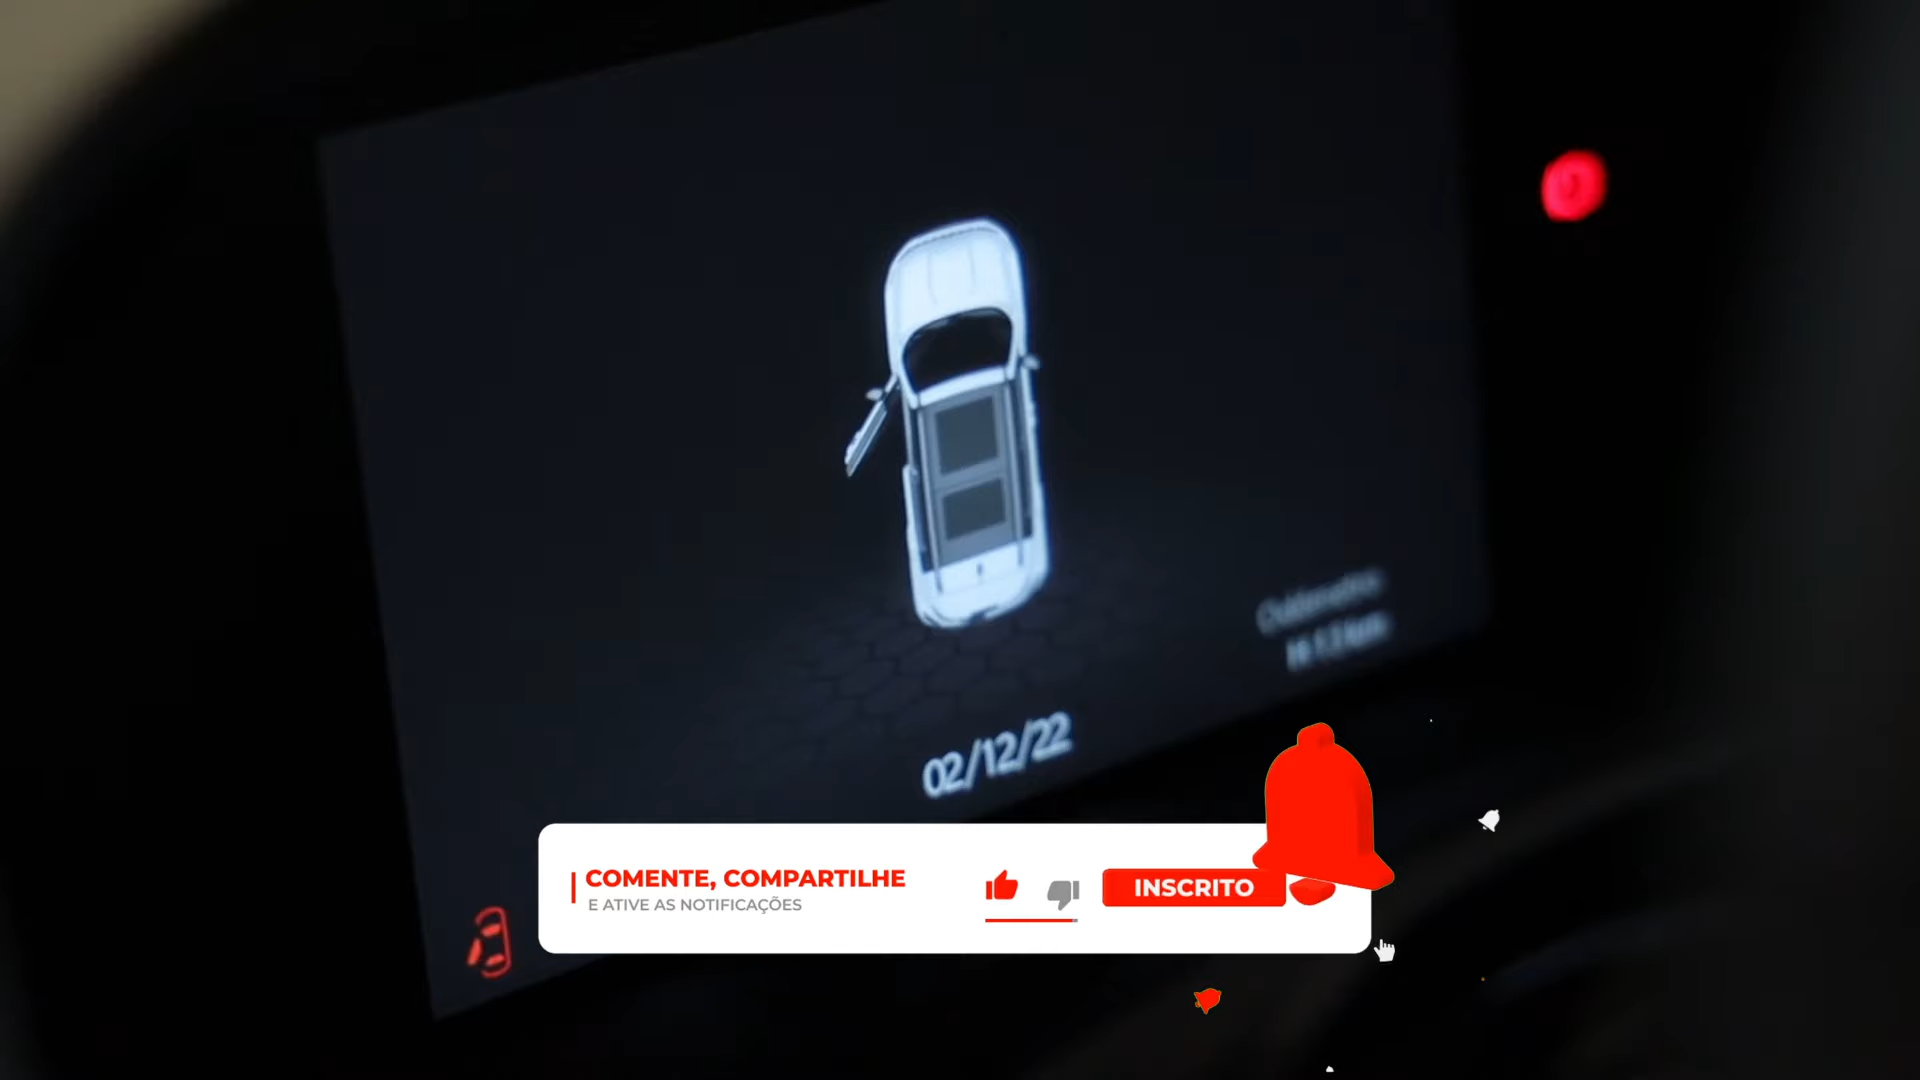 02/12/22
COMENTE, COMPARTILHE
E ATIVE AS NOTIFICAÇÕES
INSCRITO